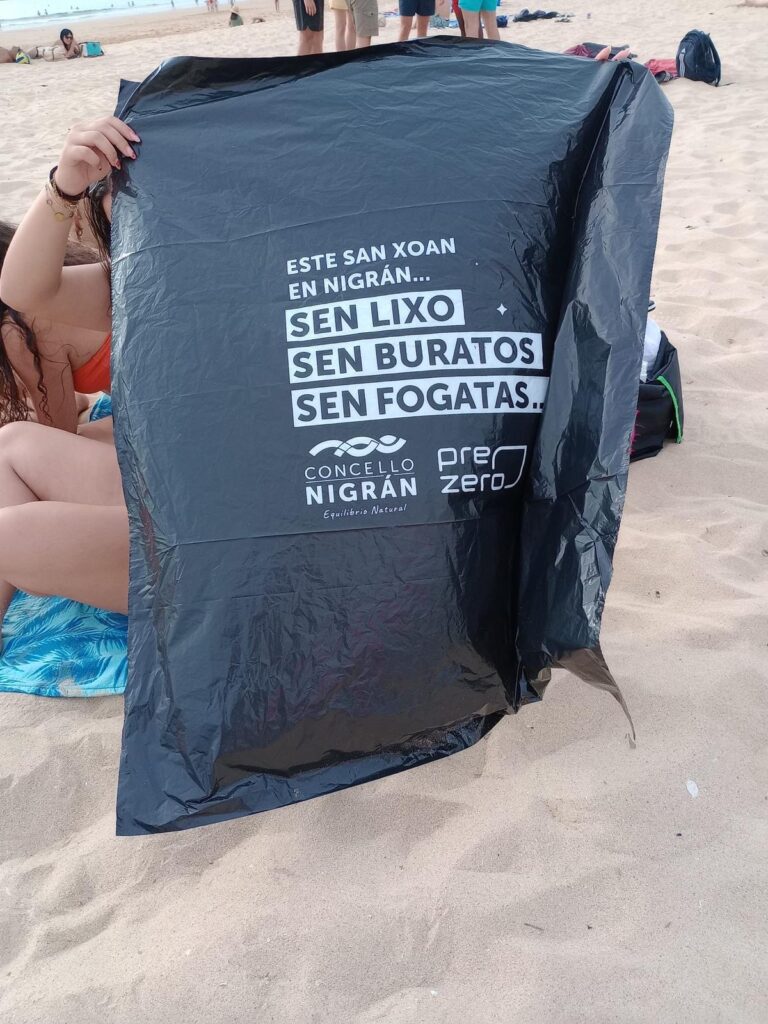 ESTE SAN XOAN
EN NIGRÁN...
SEN LIXO
SEN BURATOS
SEN FOGATAS..
CONCELLO
NIGRÁN
Equilibrio Natural
pre
zero